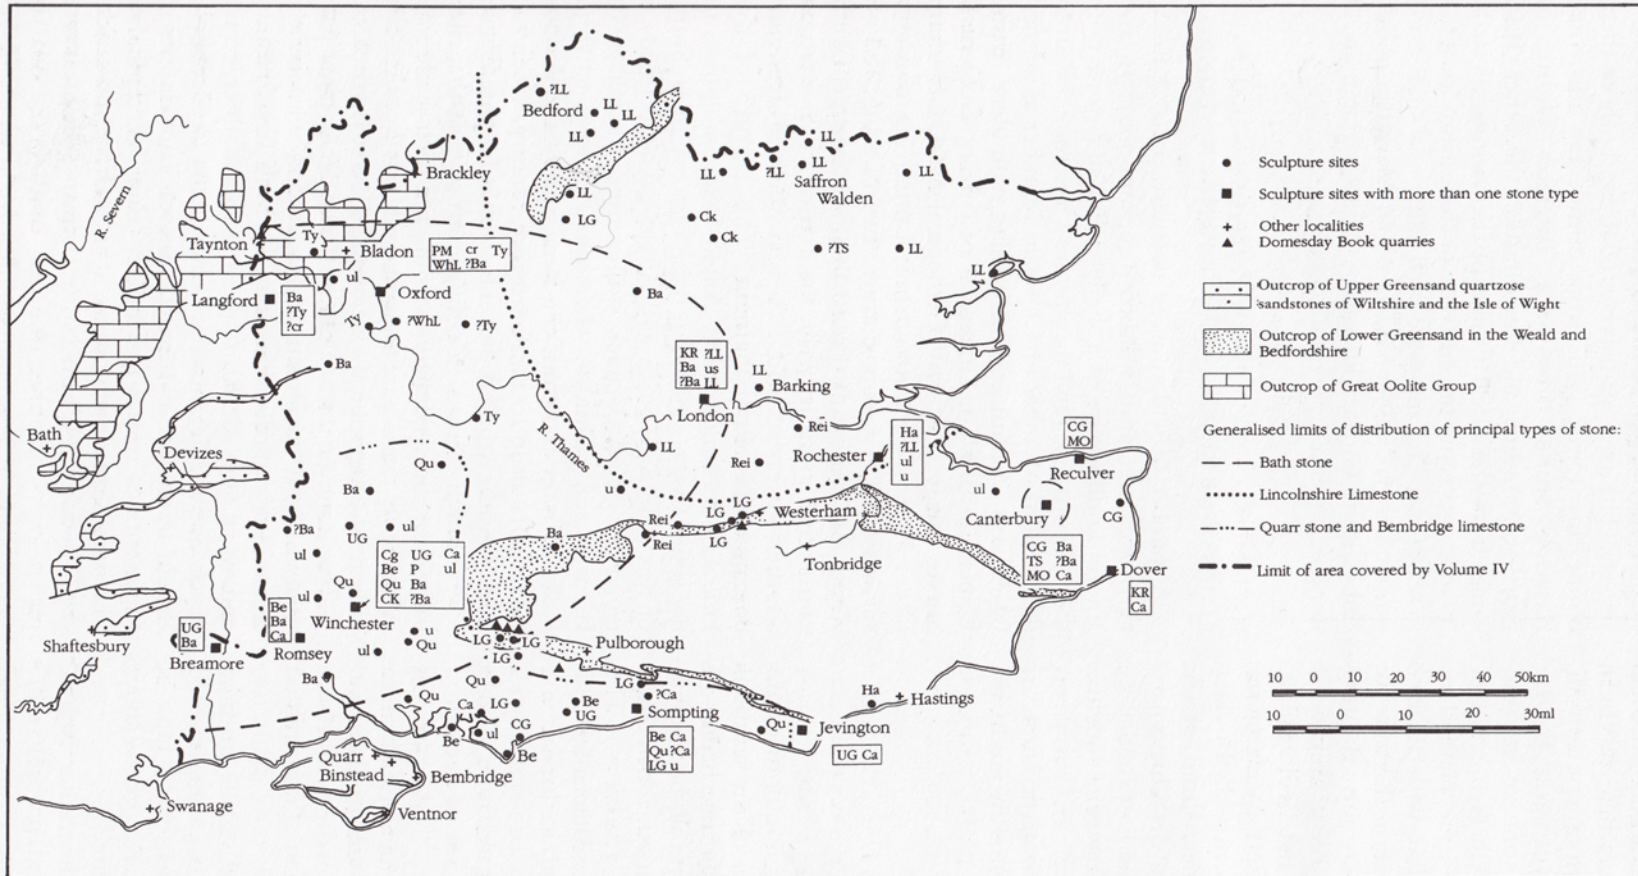 ?LL
Bedford
LL
LL
LL
Brackley
LL
LL
?LL
LL
LL
Saffron
Walden
R. Severn
LL
LG
Ck
Ck
?TS
LL
Taynton
Ty
Bladon
PM cr Ty
WhL ?Ba
ul
LL
Langford
Ba
?Ty
?cr
Oxford
Ba
Ty
?WhL
?Ty
Ba
KR ?LL
Ba us
?Ba LL
LL
Barking
London
Ty
Rei
R. Thames
LL
Bath
Devizes
Qu
Rei
Rochester
Ha
?LL
ul
u
CG
MO
Reculver
Ba
u
ul
LG
LG
Westerham
Canterbury
CG
?Ba
UG
ul
Rei
LG
Rei
Ba
ul
Cg UG Ca
Be P ul
Qu Ba
CK ?Ba
Tonbridge
CG Ba
TS ?Ba
MO Ca
Dover
KR
Ca
Qu
ul
Winchester
Be
Ba
Ca
Romsey
UG
Ba
Breamore
Shaftesbury
u
Qu
ul
LG
LG
LG
Pulborough
Ba
Qu
Qu
LG
?Ca
Ca
LG
Be
UG
Sompting
Ha
Hastings
CG
ul
Be
Be
Qu
Jevington
Be Ca
Qu ?Ca
LG u
UG Ca
Quarr
Binstead
Bembridge
Swanage
Ventnor
Sculpture sites
Sculpture sites with more than one stone type
Other localities
Domesday Book quarries
Outcrop of Upper Greensand quartzose
sandstones of Wiltshire and the Isle of Wight
Outcrop of Lower Greensand in the Weald and
Bedfordshire
Outcrop of Great Oolite Group
Generalised limits of distribution of principal types of stone:
Bath stone
Lincolnshire Limestone
Quarr stone and Bembridge limestone
Limit of area covered by Volume IV
10 0 10 20 30 40 50km
10 0 10 20 30ml